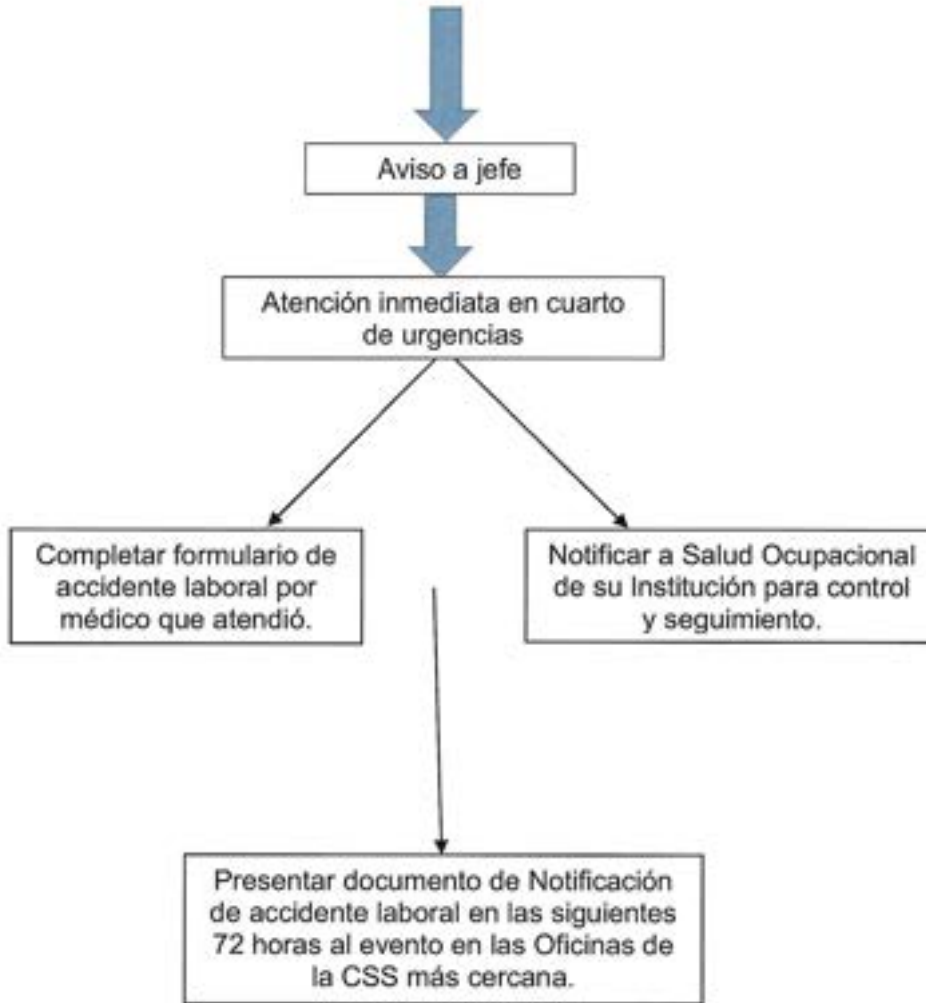 Aviso a jefe
Atención inmediata en cuarto
de urgencias
Completar formulario de
accidente laboral por
médico que atendió.
Notificar a Salud Ocupacional
de su Institución para control
y seguimiento.
Presentar documento de Notificación
de accidente laboral en las siguientes
72 horas al evento en las Oficinas de
la CSS más cercana.